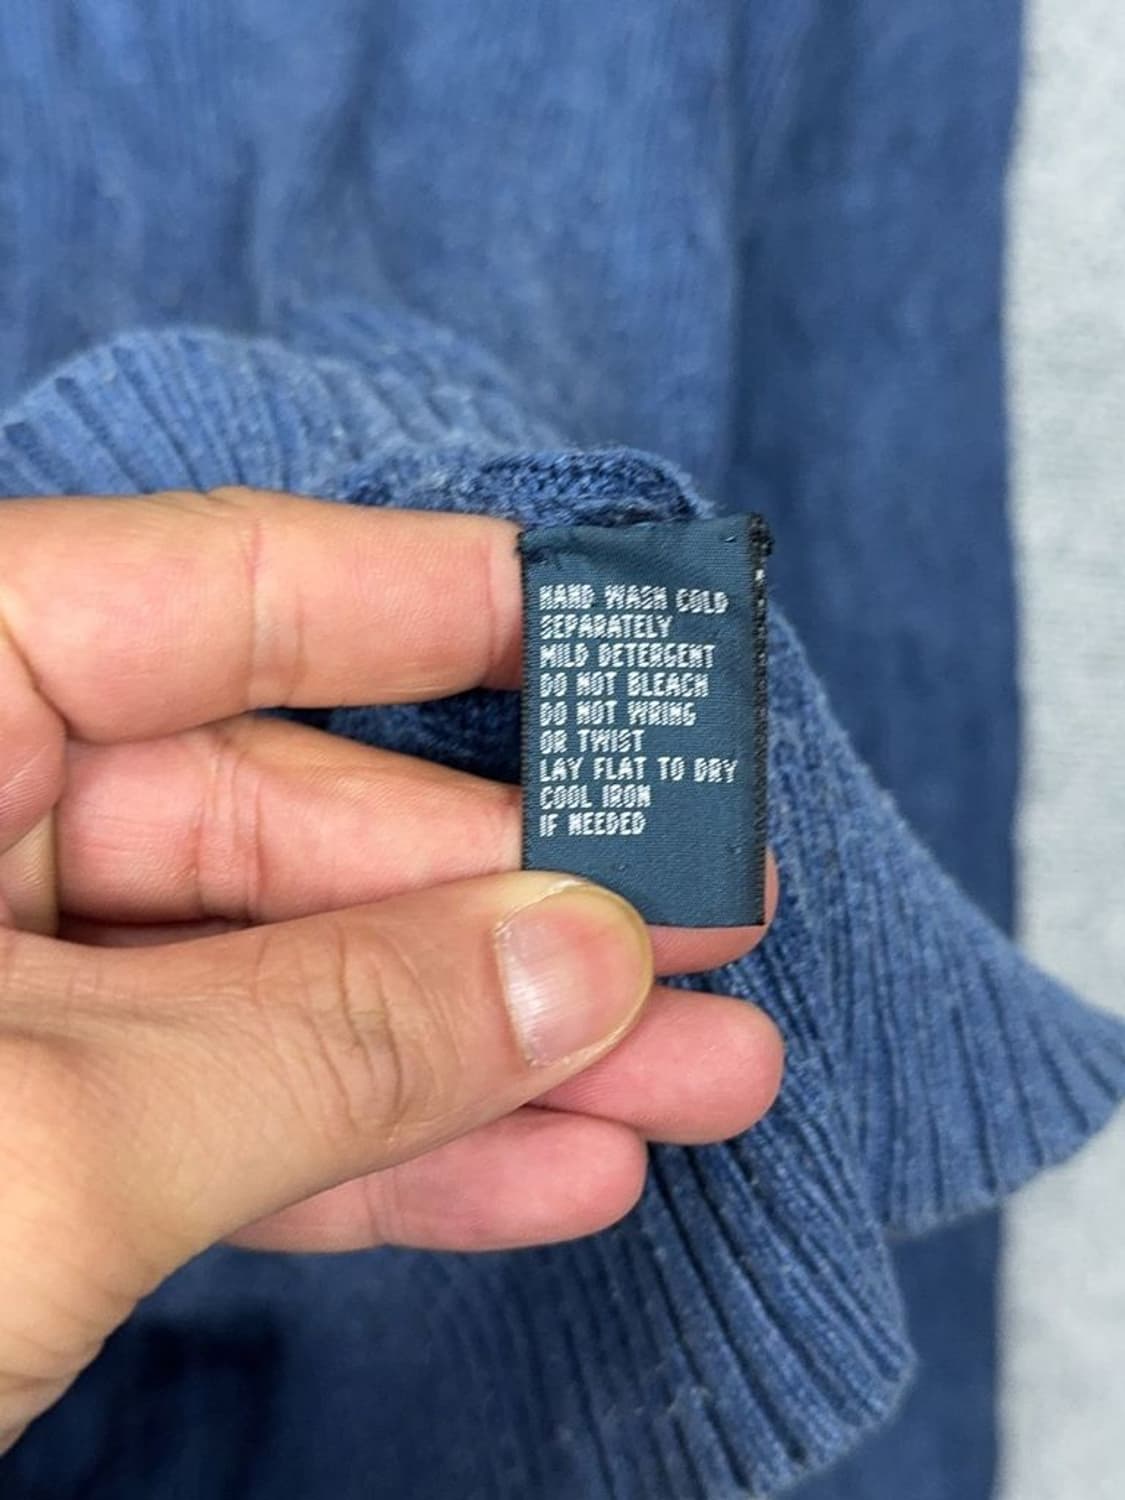 HAND WASH COLD
SEPARATELY
MILD DETERGENT
DO NOT BLEACH
DO NOT WRING
OR TWIST
LAY FLAT TO DRY
COOL IRON
IF NEEDED